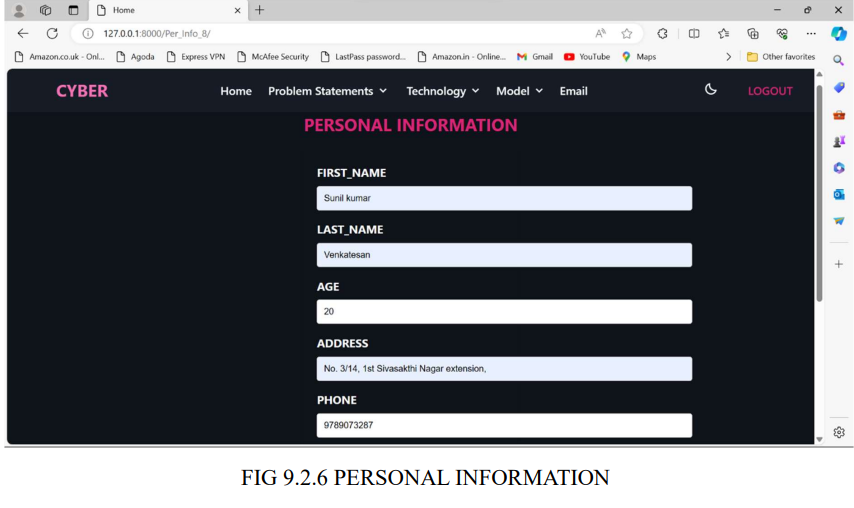 Home
127.0.0.1:8000/Per_Info_8/
Amazon.co.uk - Onl... Agoda Express VPN McAfee Security LastPass password... Amazon.in - Online... Gmail YouTube Maps Other favorites
CYBER Home Problem Statements Technology Model Email LOGOUT
PERSONAL INFORMATION
FIRST_NAME
Sunil kumar
LAST_NAME
Venkatesan
AGE
20
ADDRESS
No. 3/14, 1st Sivasakthi Nagar extension,
PHONE
9789073287
FIG 9.2.6 PERSONAL INFORMATION